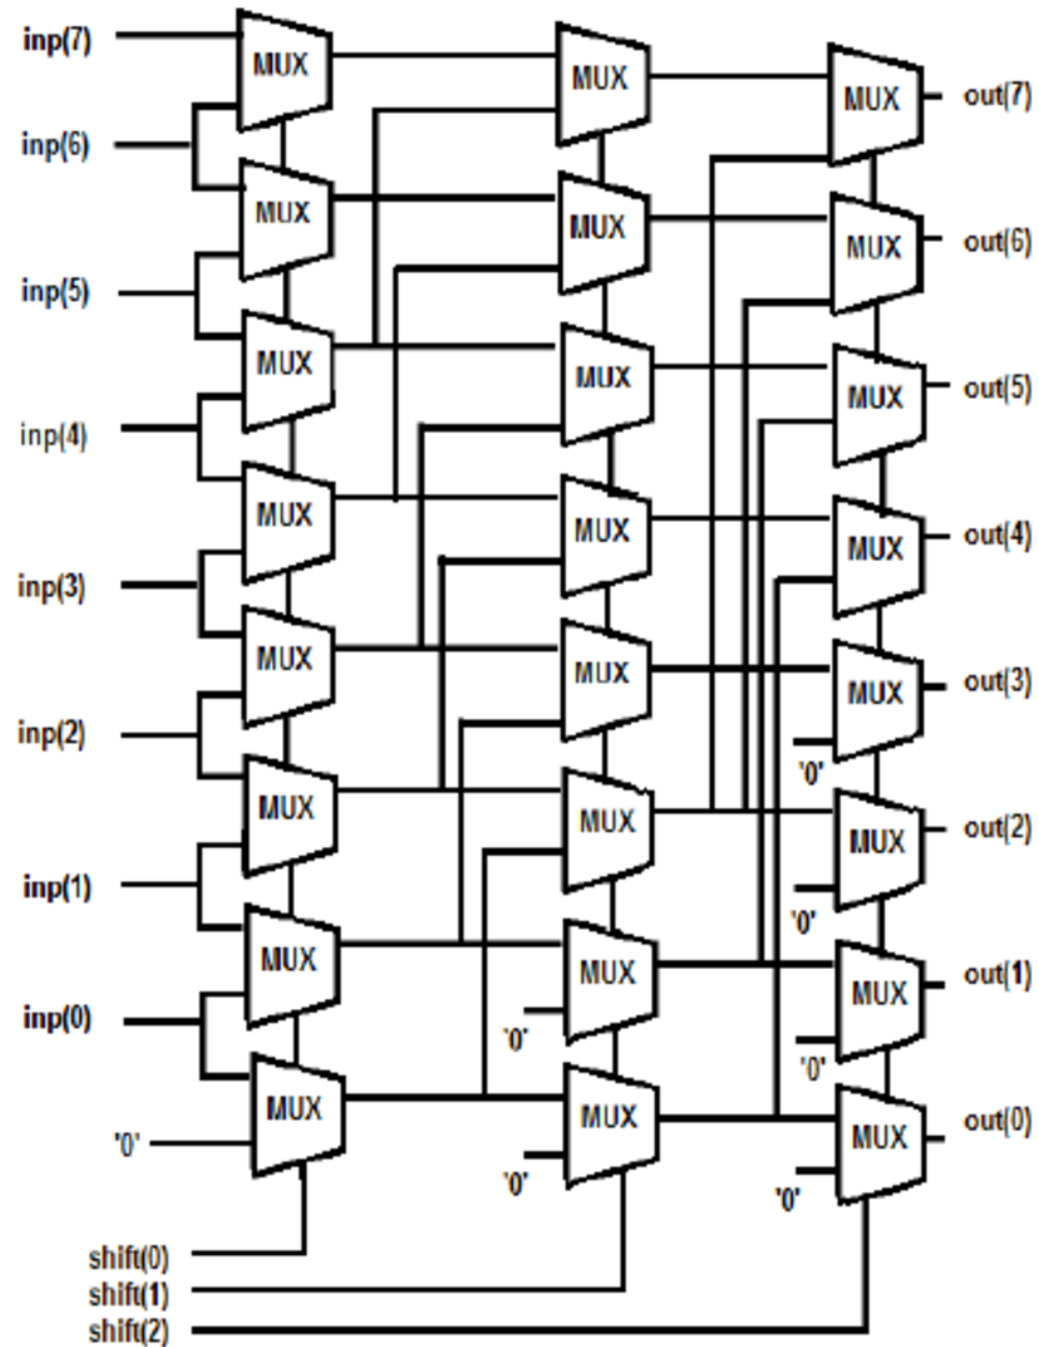 inp(7)
MUX
MUX
MUX
out(7)
inp(6)
MUX
MUX
MUX
out(6)
inp(5)
MUX
MUX
MUX
out(5)
inp(4)
MUX
MUX
MUX
out(4)
inp(3)
MUX
MUX
MUX
out(3)
'0'
inp(2)
MUX
MUX
MUX
out(2)
'0'
inp(1)
MUX
MUX
MUX
out(1)
'0'
'0'
inp(0)
MUX
MUX
MUX
out(0)
'0'
'0'
'0'
shift(0)
shift(1)
shift(2)